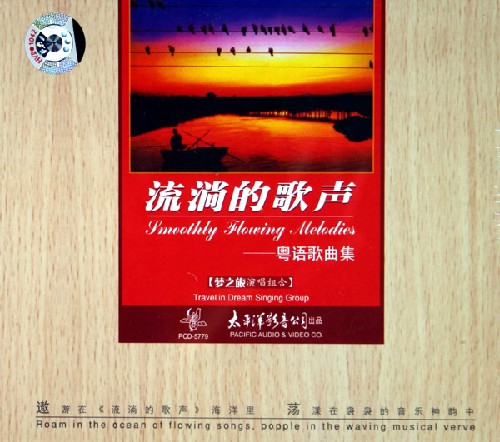 流淌的歌声
Smoothly Flowing Melodies
——粤语歌曲集
【梦之旅演唱组合】
Travel in Dream Singing Group
太平洋影音公司出品
PCD-5779
PACIFIC AUDIO & VIDEO CO.
遨游在《流淌的歌声》海洋里 荡漾在袅袅的音乐神韵中
Roam in the ocean of flowing songs, popple in the waving musical verve